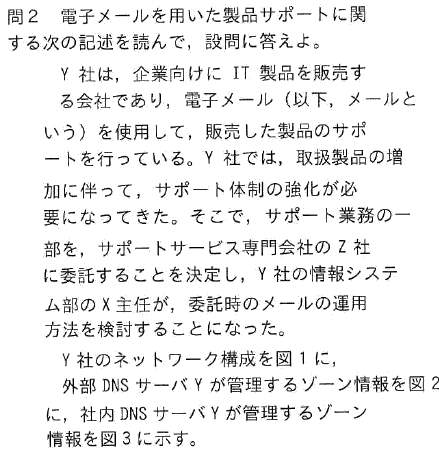 問２　電子メールを用いた製品サポートに関
する次の記述を読んで，設問に答えよ。
Ｙ 社は，企業向けに IT 製品を販売す
る会社であり，電子メール（以下，メールと
いう）を使用して，販売した製品のサポ
ートを行っている。Ｙ 社では，取扱製品の増
加に伴って，サポート体制の強化が必
要になってきた。そこで，サポート業務の一
部を，サポートサービス専門会社の Z 社
に委託することを決定し，Y 社の情報システ
ム部の X 主任が，委託時のメールの運用
方法を検討することになった。
Y 社のネットワーク構成を図１に，
外部 DNS サーバ Y が管理するゾーン情報を図２
に，社内 DNS サーバ Y が管理するゾーン
情報を図３に示す。